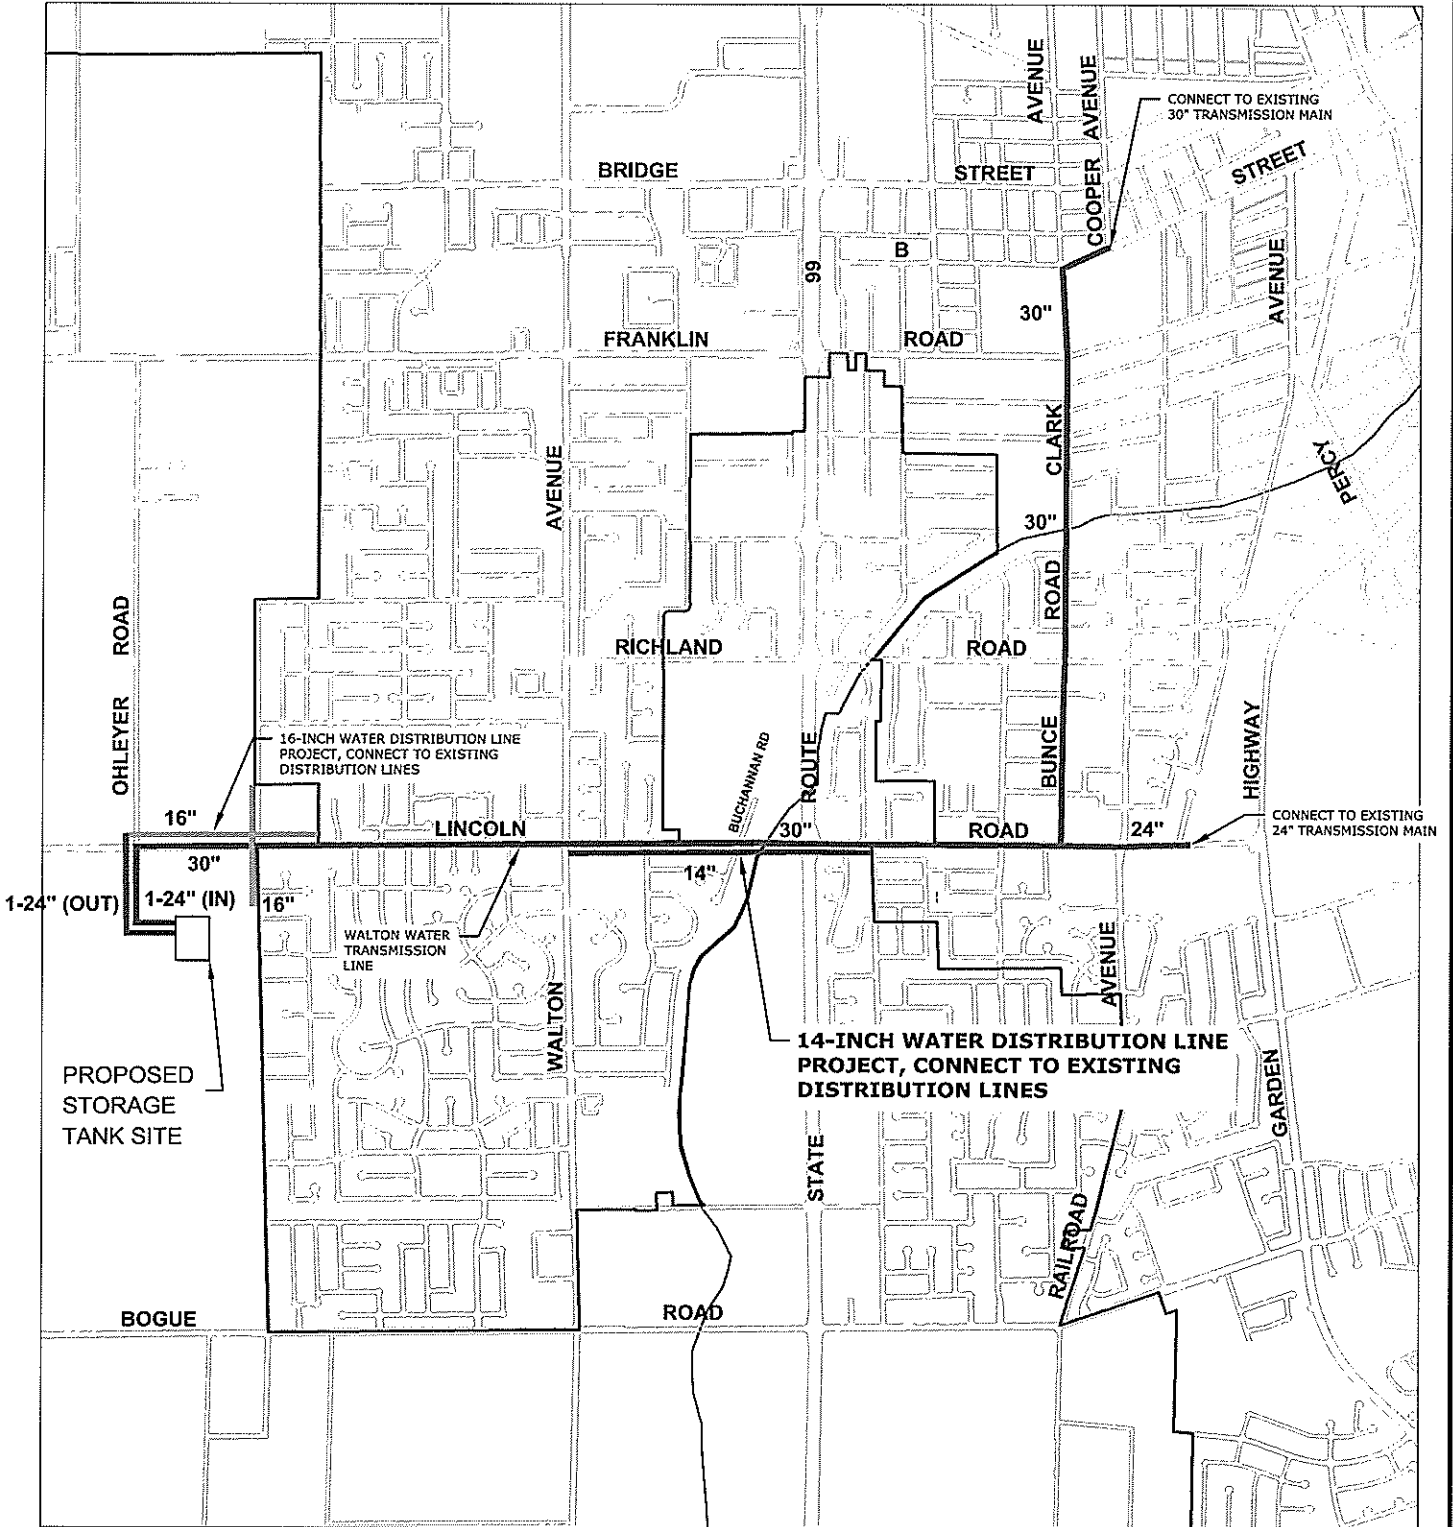 AVENUE
COOPER AVENUE
CONNECT TO EXISTING
30" TRANSMISSION MAIN
BRIDGE
STREET
STREET
B
99
AVENUE
30"
FRANKLIN
ROAD
AVENUE
CLARK
PERCY
30"
OHLEYER ROAD
ROAD
RICHLAND
ROAD
16-INCH WATER DISTRIBUTION LINE
PROJECT, CONNECT TO EXISTING
DISTRIBUTION LINES
BUCHANNAN RD
ROUTE
BUNCE
HIGHWAY
16"
LINCOLN
30"
ROAD
24"
CONNECT TO EXISTING
24" TRANSMISSION MAIN
30"
14"
1-24" (OUT)
1-24" (IN)
16"
WALTON WATER
TRANSMISSION
LINE
AVENUE
WALTON
14-INCH WATER DISTRIBUTION LINE
PROJECT, CONNECT TO EXISTING
DISTRIBUTION LINES
PROPOSED
STORAGE
TANK SITE
GARDEN
STATE
RAILROAD
BOGUE
ROAD